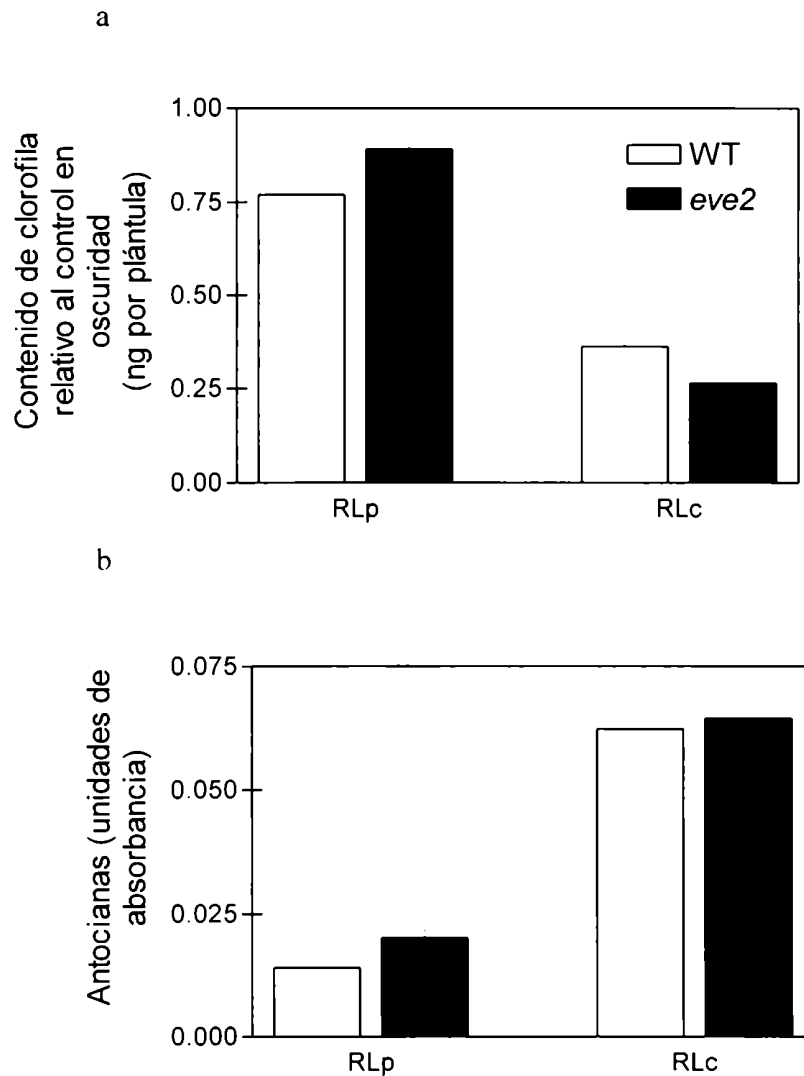 a
Contenido de clorofila
relativo al control en
oscuridad
(ng por plántula)
1.00
0.75
0.50
0.25
0.00
WT
eve2
RLp
RLc
b
Antocianas (unidades de
absorbancia)
0.075
0.050
0.025
0.000
RLp
RLc